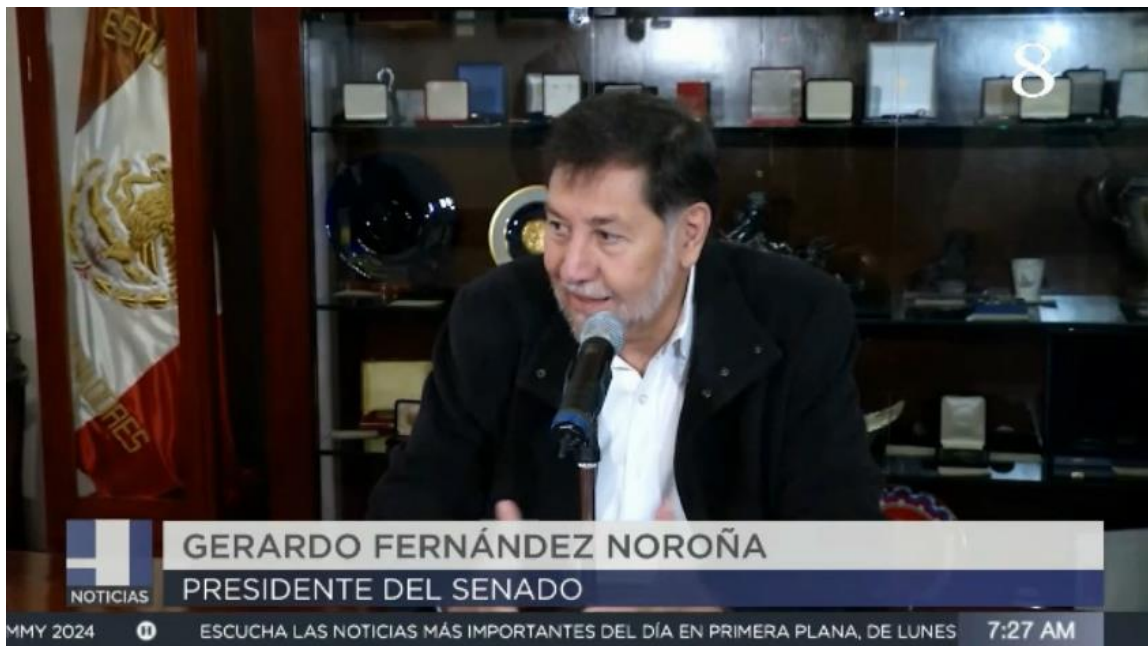 8
GERARDO FERNÁNDEZ NOROÑA
PRESIDENTE DEL SENADO
NOTICIAS
MMY 2024 ESCUCHA LAS NOTICIAS MÁS IMPORTANTES DEL DÍA EN PRIMERA PLANA, DE LUNES 7:27 AM